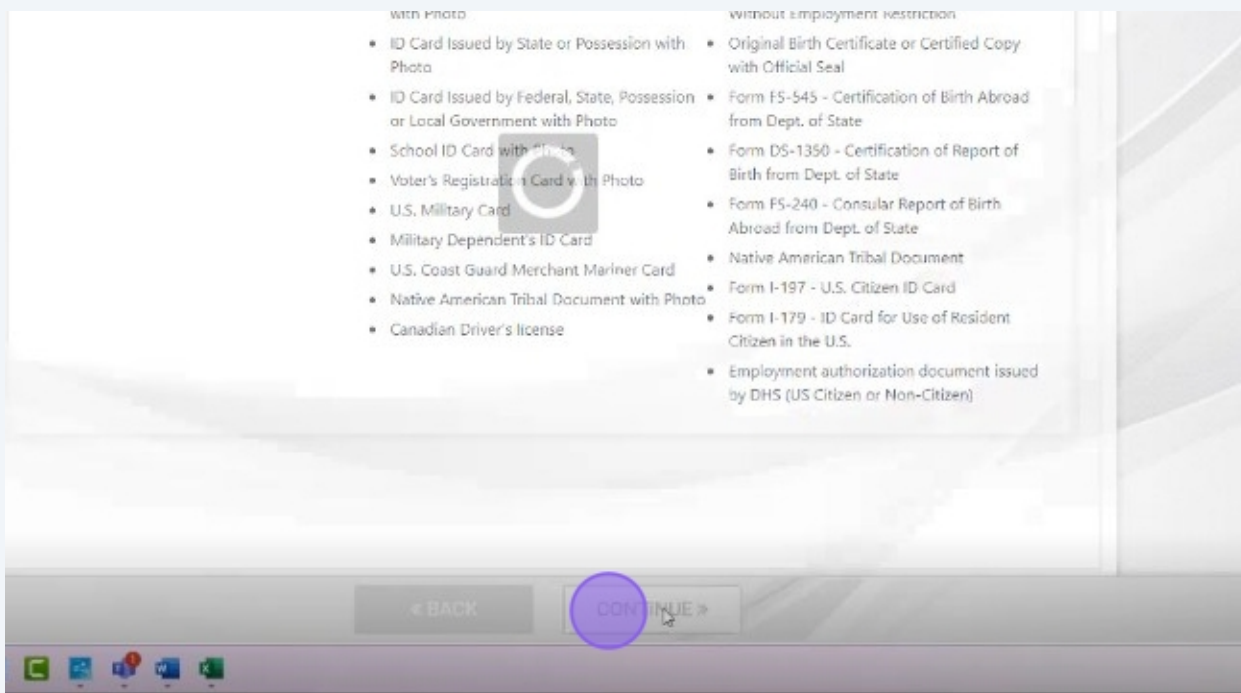 with Photo
• ID Card Issued by State or Possession with
Photo
• ID Card Issued by Federal, State, Possession
or Local Government with Photo
• School ID Card with Photo
• Voter's Registration Card with Photo
• U.S. Military Card
• Military Dependent's ID Card
• U.S. Coast Guard Merchant Mariner Card
• Native American Tribal Document with Photo
• Canadian Driver's license
Without Employment Restriction
• Original Birth Certificate or Certified Copy
with Official Seal
• Form FS-545 - Certification of Birth Abroad
from Dept. of State
• Form DS-1350 - Certification of Report of
Birth from Dept. of State
• Form FS-240 - Consular Report of Birth
Abroad from Dept. of State
• Native American Tribal Document
• Form I-197 - U.S. Citizen ID Card
• Form I-179 - ID Card for Use of Resident
Citizen in the U.S.
• Employment authorization document issued
by DHS (US Citizen or Non-Citizen)
« BACK
CONTINUE »
1